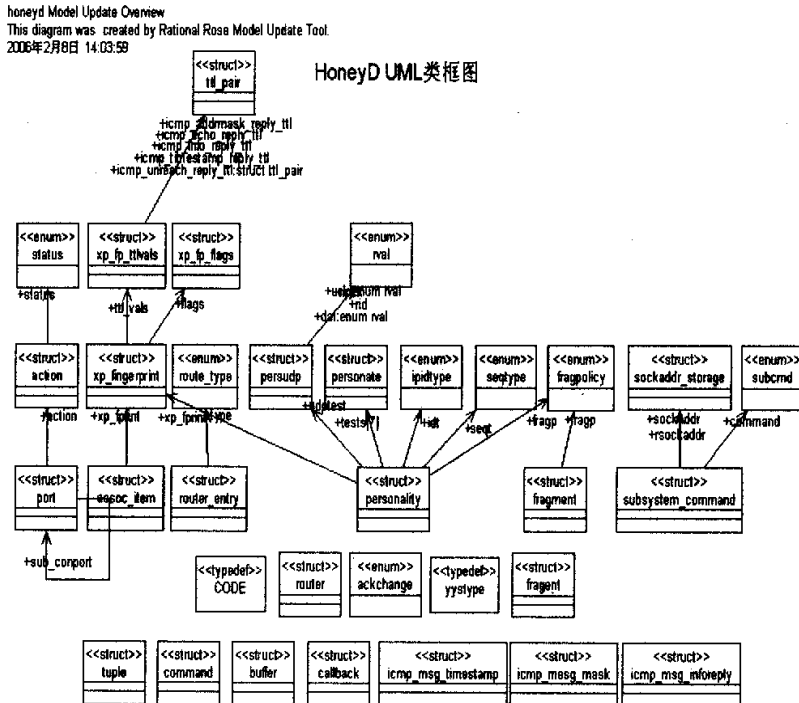 honeyd Model Update Overview
This diagram was created by Rational Rose Model Update Tool.
2006年2月8日 14:03:59
HoneyD UML类框图
<<struct>>
ttl_pair
+icmp_addrmask_reply_ttl
+icmp_echo_reply_ttl
+icmp_info_reply_ttl
+icmp_timestamp_reply_ttl
+icmp_unreach_reply_ttl:struct ttl_pair
<<enum>>
status
<<struct>>
xp_fp_ttlvals
<<struct>>
xp_fp_flags
<<enum>>
rval
+status
+ttl_vals
+flags
+rid
+dat:enum rval
<<struct>>
action
<<struct>>
xp_fingerprint
<<enum>>
route_type
<<struct>>
persudp
<<struct>>
personate
<<enum>>
ipidtype
<<enum>>
seqtype
<<enum>>
fragpolicy
<<struct>>
sockaddr_storage
<<enum>>
subcmd
+action
+xp_fprint
+xp_fprint
+udptest
+tests[7]
+idt
+seqt
+fragp
+fragp
+sockaddr
+rsockaddr
+command
<<struct>>
port
<<struct>>
assoc_item
<<struct>>
router_entry
<<struct>>
personality
<<struct>>
fragment
<<struct>>
subsystem_command
+sub_conport
<<typedef>>
CODE
<<struct>>
router
<<enum>>
ackchange
<<typedef>>
yystype
<<struct>>
fragent
<<struct>>
tuple
<<struct>>
command
<<struct>>
buffer
<<struct>>
callback
<<struct>>
icmp_msg_timestamp
<<struct>>
icmp_mesg_mask
<<struct>>
icmp_msg_inforeply